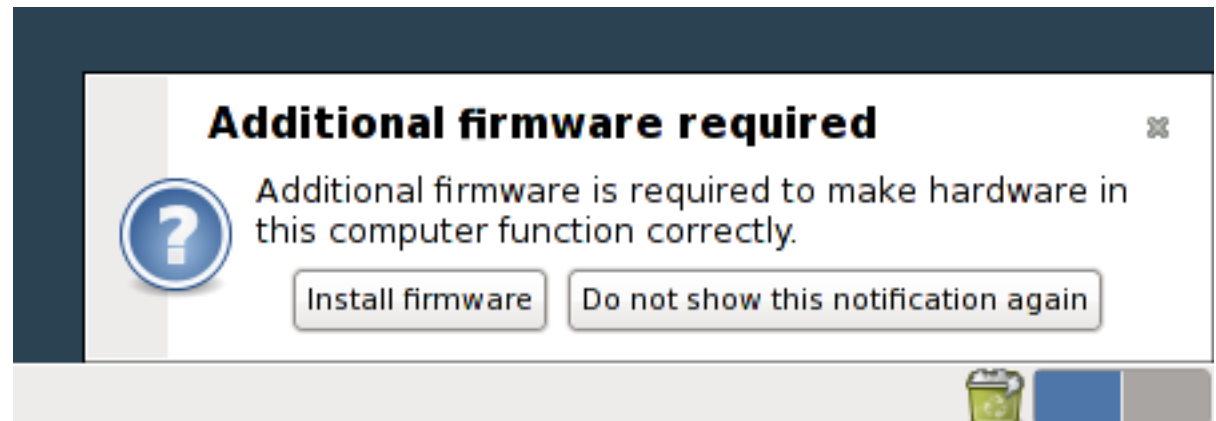 Additional firmware required
Additional firmware is required to make hardware in
this computer function correctly.
Install firmware
Do not show this notification again